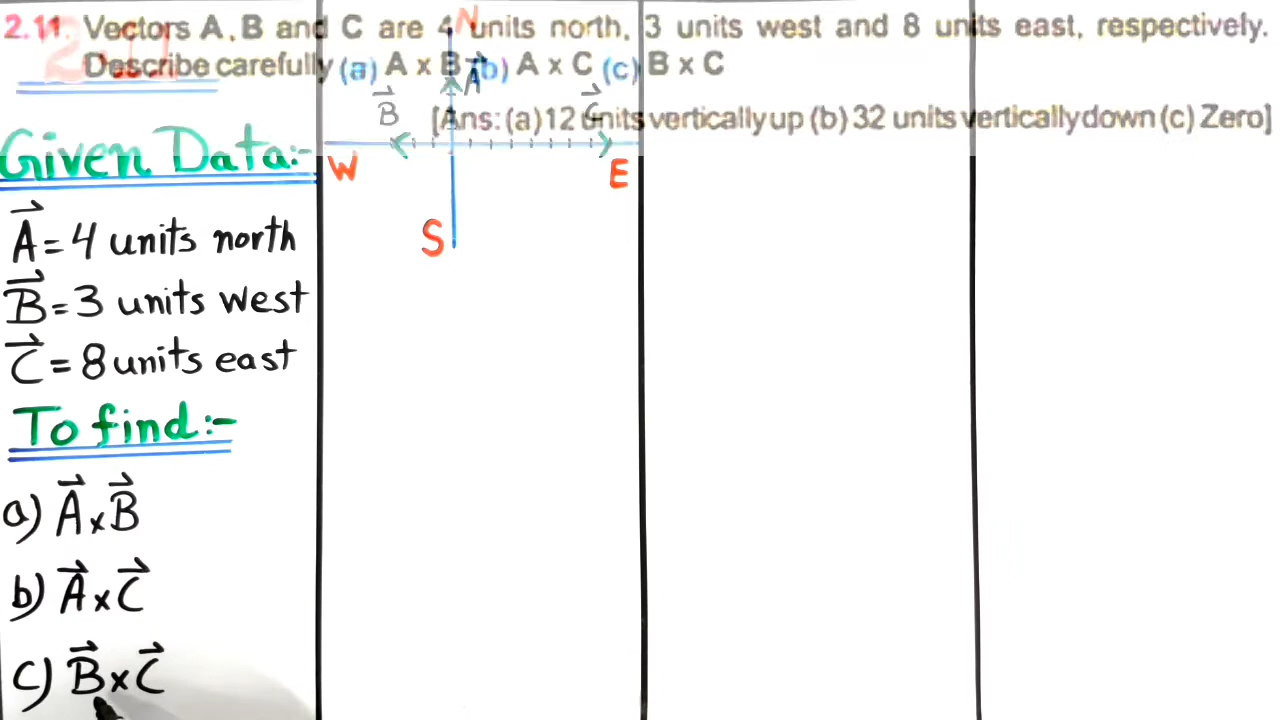 2.11. Vectors A, B and C are 4 units north, 3 units west and 8 units east, respectively.
Describe carefully (a) A × B (b) A × C (c) B × C
[Ans: (a) 12 units vertically up (b) 32 units vertically down (c) Zero]
2.11
N
A
B
C
W
E
S
Given Data:-
A = 4 units north
B = 3 units west
C = 8 units east
To find:-
a) A × B
b) A × C
c) B × C